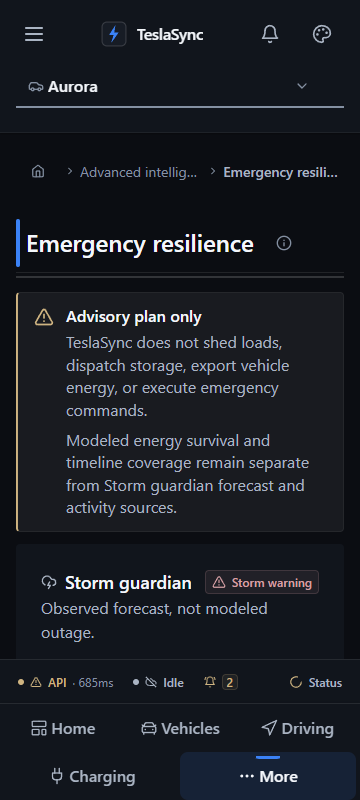 TeslaSync
Aurora
Advanced intellig... Emergency resili...
Emergency resilience
Advisory plan only
TeslaSync does not shed loads,
dispatch storage, export vehicle
energy, or execute emergency
commands.
Modeled energy survival and
timeline coverage remain separate
from Storm guardian forecast and
activity sources.
Storm guardian Storm warning
Observed forecast, not modeled
outage.
API · 685ms Idle 2 Status
Home Vehicles Driving
Charging More